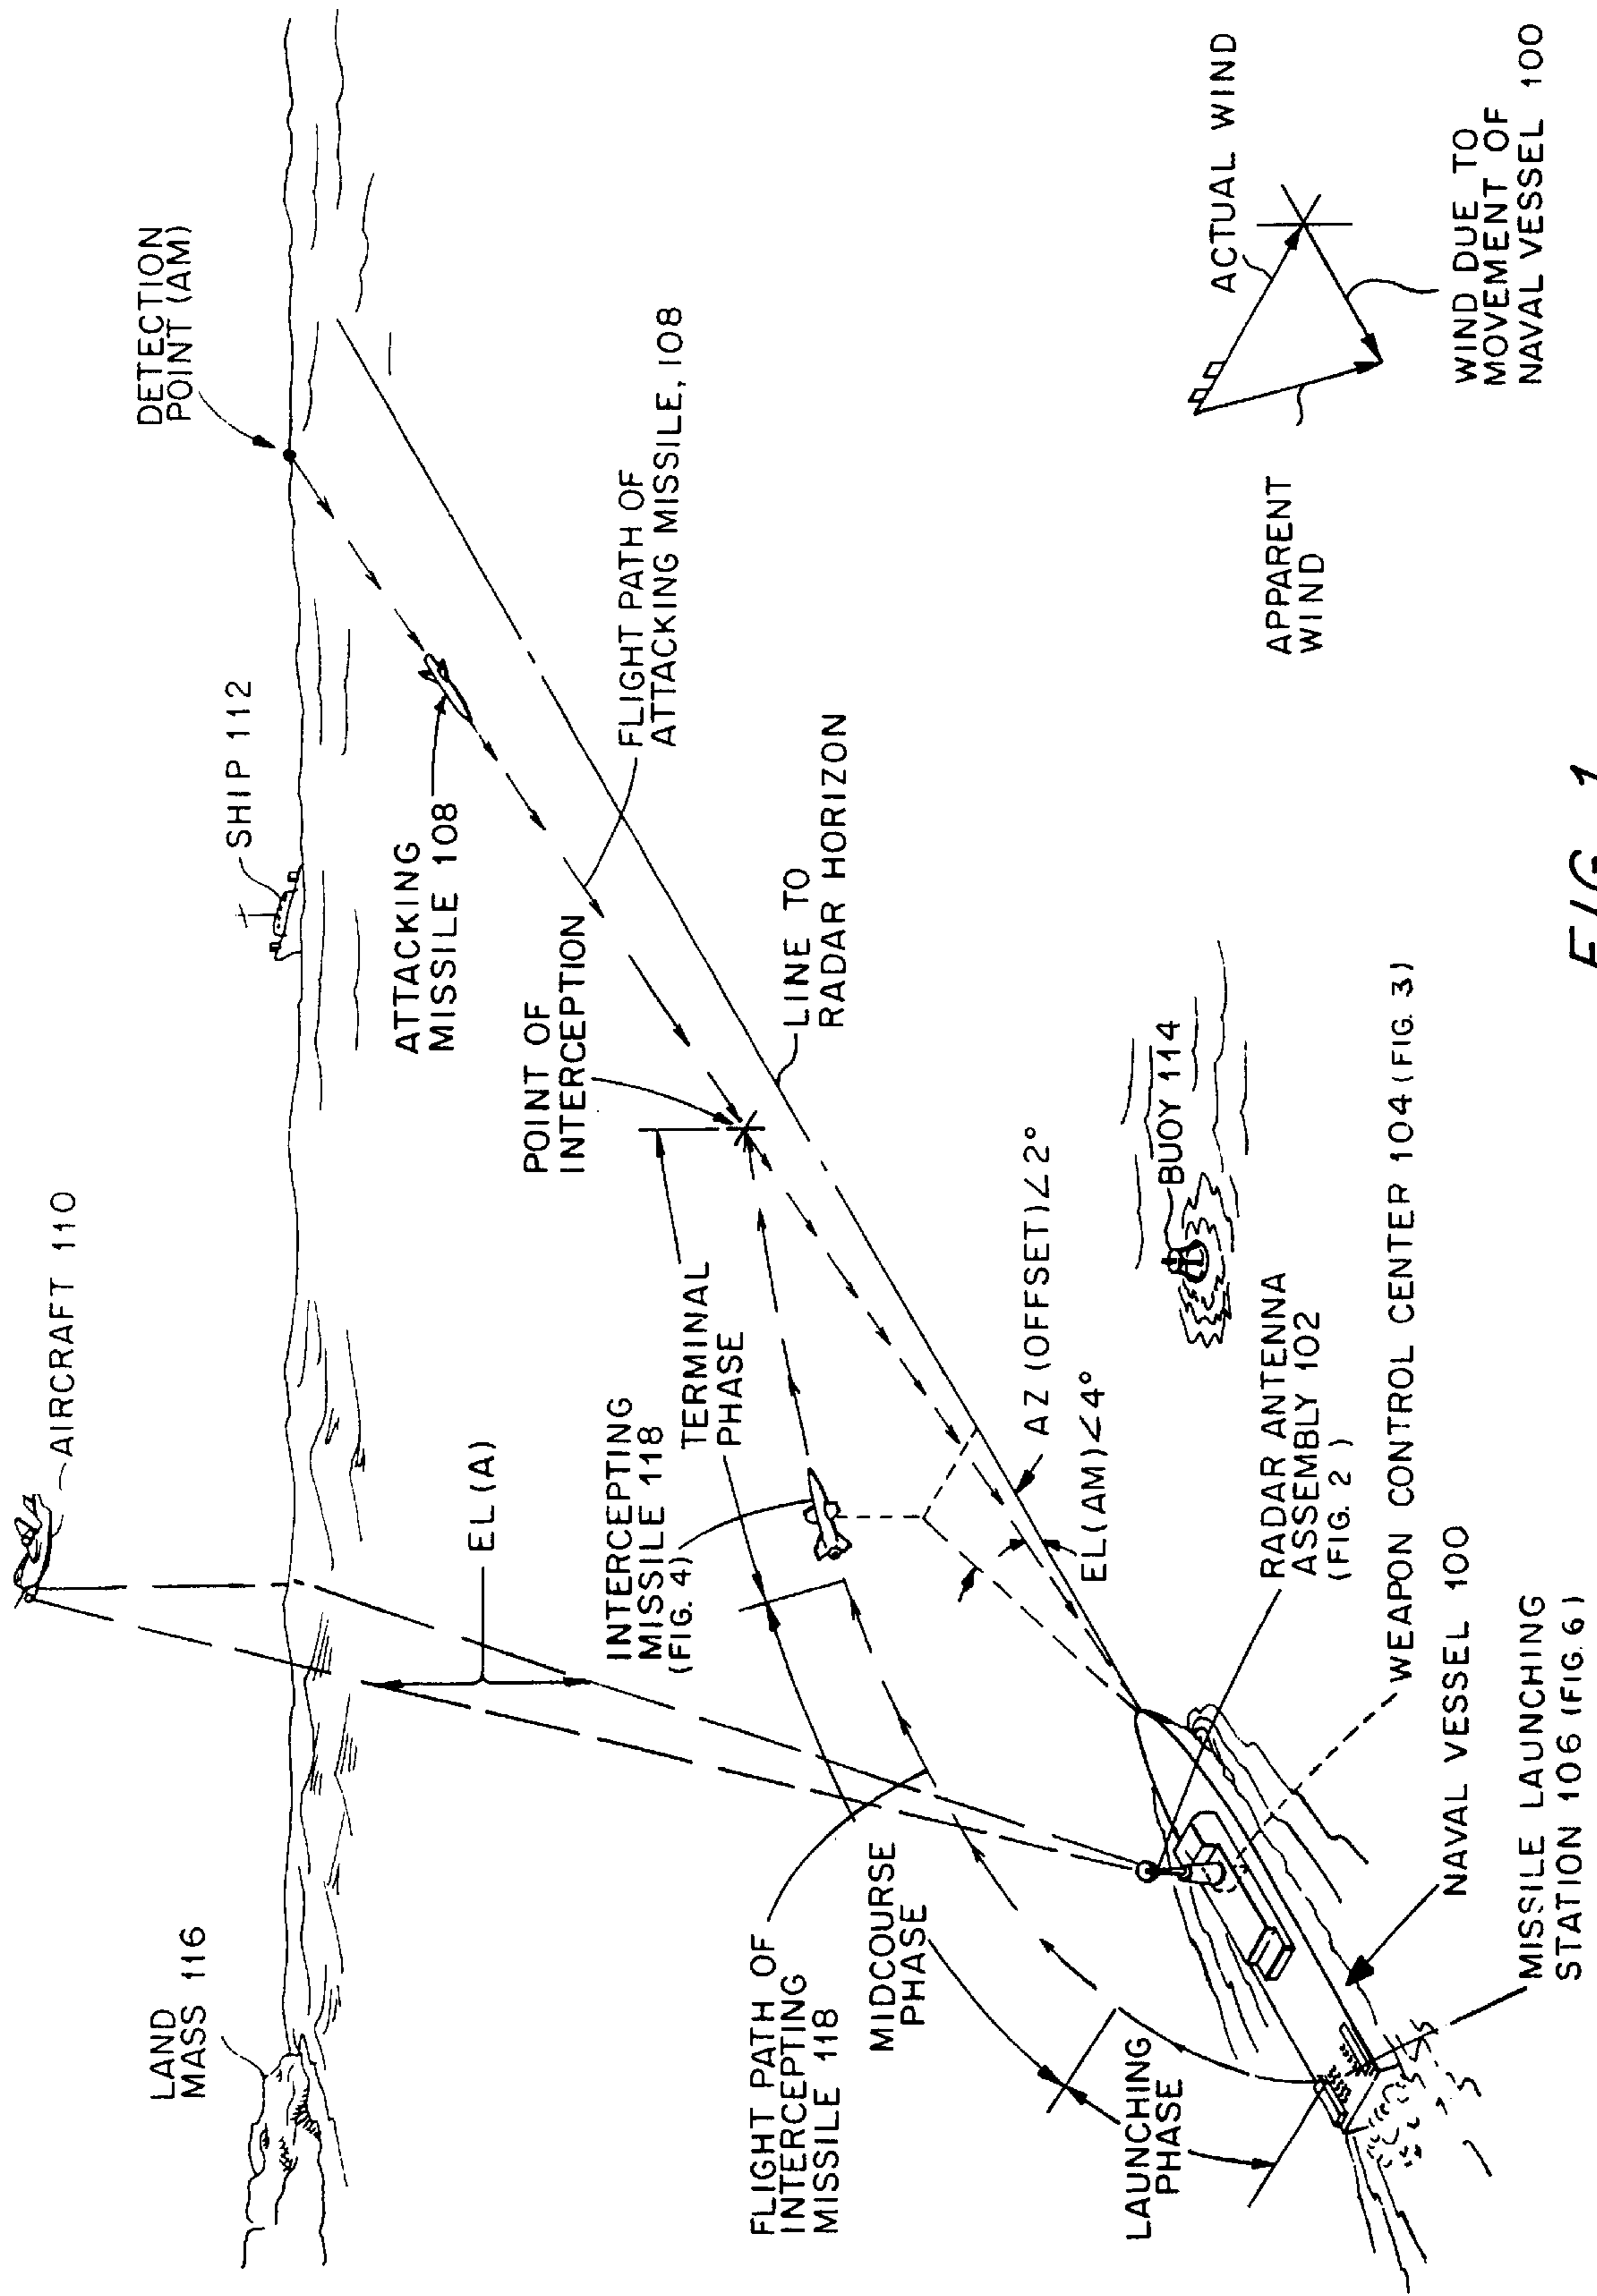 AIRCRAFT 110
LAND
MASS 116
SHIP 112
DETECTION
POINT (AM)
EL(A)
ATTACKING
MISSILE 108
POINT OF
INTERCEPTION
FLIGHT PATH OF
ATTACKING MISSILE, 108
INTERCEPTING
MISSILE 118
(FIG. 4)
TERMINAL
PHASE
FLIGHT PATH OF
INTERCEPTING
MISSILE 118
MIDCOURSE
PHASE
LINE TO
RADAR HORIZON
LAUNCHING
PHASE
AZ (OFFSET)∠2°
EL(AM)∠4°
BUOY 114
RADAR ANTENNA
ASSEMBLY 102
(FIG. 2)
WEAPON CONTROL CENTER 104 (FIG. 3)
NAVAL VESSEL 100
MISSILE LAUNCHING
STATION 106 (FIG. 6)
ACTUAL WIND
APPARENT
WIND
WIND DUE TO
MOVEMENT OF
NAVAL VESSEL 100
FIG. 1